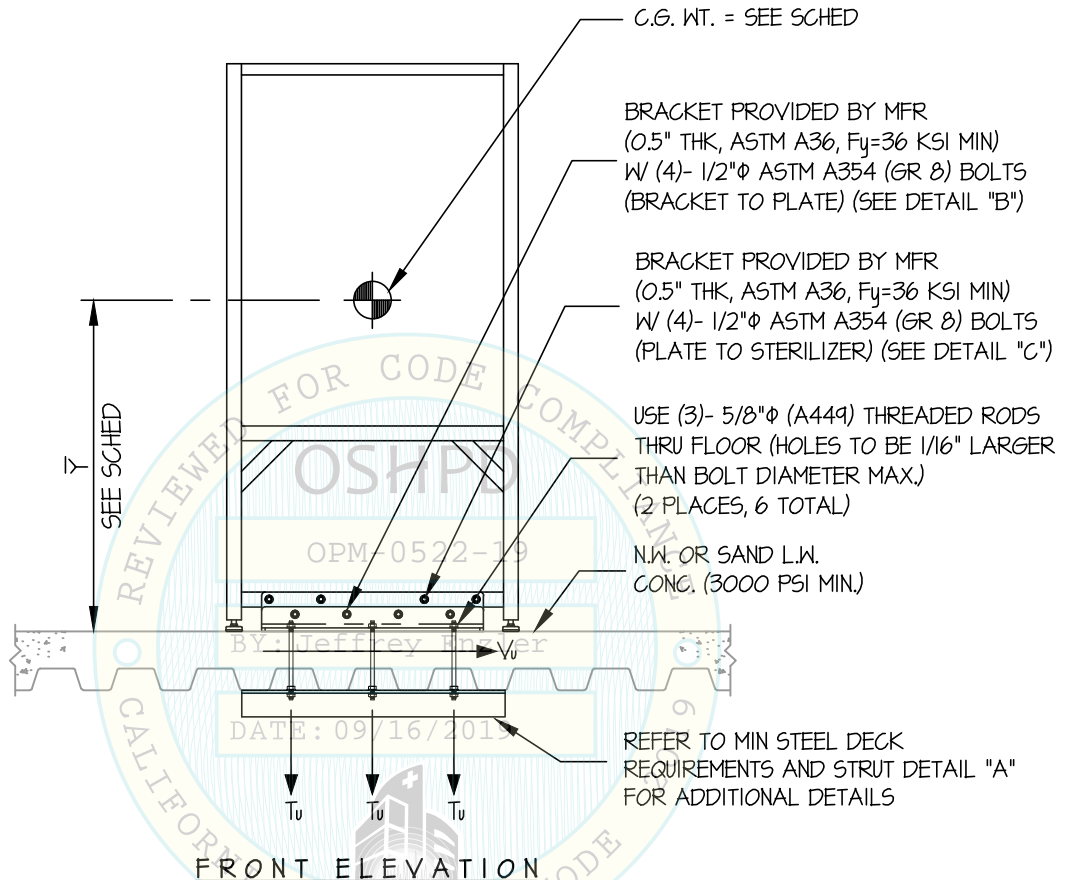 C.G. WT. = SEE SCHED
BRACKET PROVIDED BY MFR
(0.5" THK, ASTM A36, Fy=36 KSI MIN)
W/ (4)- 1/2"Φ ASTM A354 (GR 8) BOLTS
(BRACKET TO PLATE) (SEE DETAIL "B")
BRACKET PROVIDED BY MFR
(0.5" THK, ASTM A36, Fy=36 KSI MIN)
W/ (4)- 1/2"Φ ASTM A354 (GR 8) BOLTS
(PLATE TO STERILIZER) (SEE DETAIL "C")
USE (3)- 5/8"Φ (A449) THREADED RODS
THRU FLOOR (HOLES TO BE 1/16" LARGER
THAN BOLT DIAMETER MAX.)
(2 PLACES, 6 TOTAL)
N.W. OR SAND L.W.
CONC. (3000 PSI MIN.)
REFER TO MIN STEEL DECK
REQUIREMENTS AND STRUT DETAIL "A"
FOR ADDITIONAL DETAILS
Y
SEE SCHED
REVIEWED FOR CODE COMPLIANCE
OSHPD
OPM-0522-19
BY: Jeffrey Enzler
Vu
DATE: 09/16/2019
Tu Tu Tu
CODE
FRONT ELEVATION